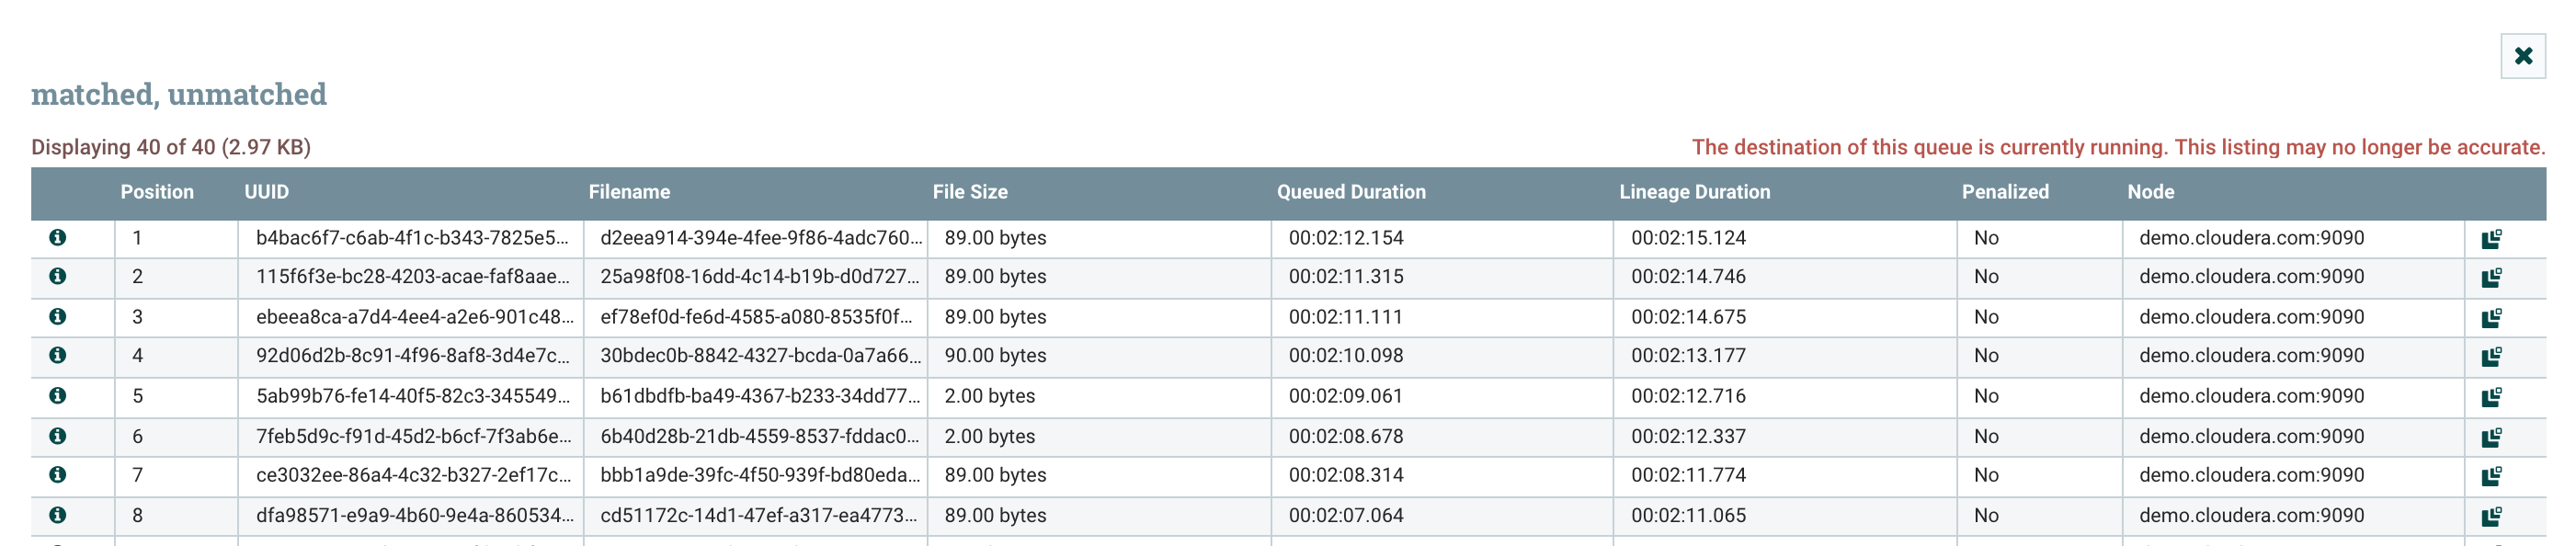 matched, unmatched
Displaying 40 of 40 (2.97 KB) The destination of this queue is currently running. This listing may no longer be accurate.
Position UUID Filename File Size Queued Duration Lineage Duration Penalized Node
1 b4bac6f7-c6ab-4f1c-b343-7825e5... d2eea914-394e-4fee-9f86-4adc760... 89.00 bytes 00:02:12.154 00:02:15.124 No demo.cloudera.com:9090
2 115f6f3e-bc28-4203-acae-faf8aae... 25a98f08-16dd-4c14-b19b-d0d727... 89.00 bytes 00:02:11.315 00:02:14.746 No demo.cloudera.com:9090
3 ebeea8ca-a7d4-4ee4-a2e6-901c48... ef78ef0d-fe6d-4585-a080-8535f0f... 89.00 bytes 00:02:11.111 00:02:14.675 No demo.cloudera.com:9090
4 92d06d2b-8c91-4f96-8af8-3d4e7c... 30bdec0b-8842-4327-bcda-0a7a66... 90.00 bytes 00:02:10.098 00:02:13.177 No demo.cloudera.com:9090
5 5ab99b76-fe14-40f5-82c3-345549... b61dbdfb-ba49-4367-b233-34dd77... 2.00 bytes 00:02:09.061 00:02:12.716 No demo.cloudera.com:9090
6 7feb5d9c-f91d-45d2-b6cf-7f3ab6e... 6b40d28b-21db-4559-8537-fddac0... 2.00 bytes 00:02:08.678 00:02:12.337 No demo.cloudera.com:9090
7 ce3032ee-86a4-4c32-b327-2ef17c... bbb1a9de-39fc-4f50-939f-bd80eda... 89.00 bytes 00:02:08.314 00:02:11.774 No demo.cloudera.com:9090
8 dfa98571-e9a9-4b60-9e4a-860534... cd51172c-14d1-47ef-a317-ea4773... 89.00 bytes 00:02:07.064 00:02:11.065 No demo.cloudera.com:9090